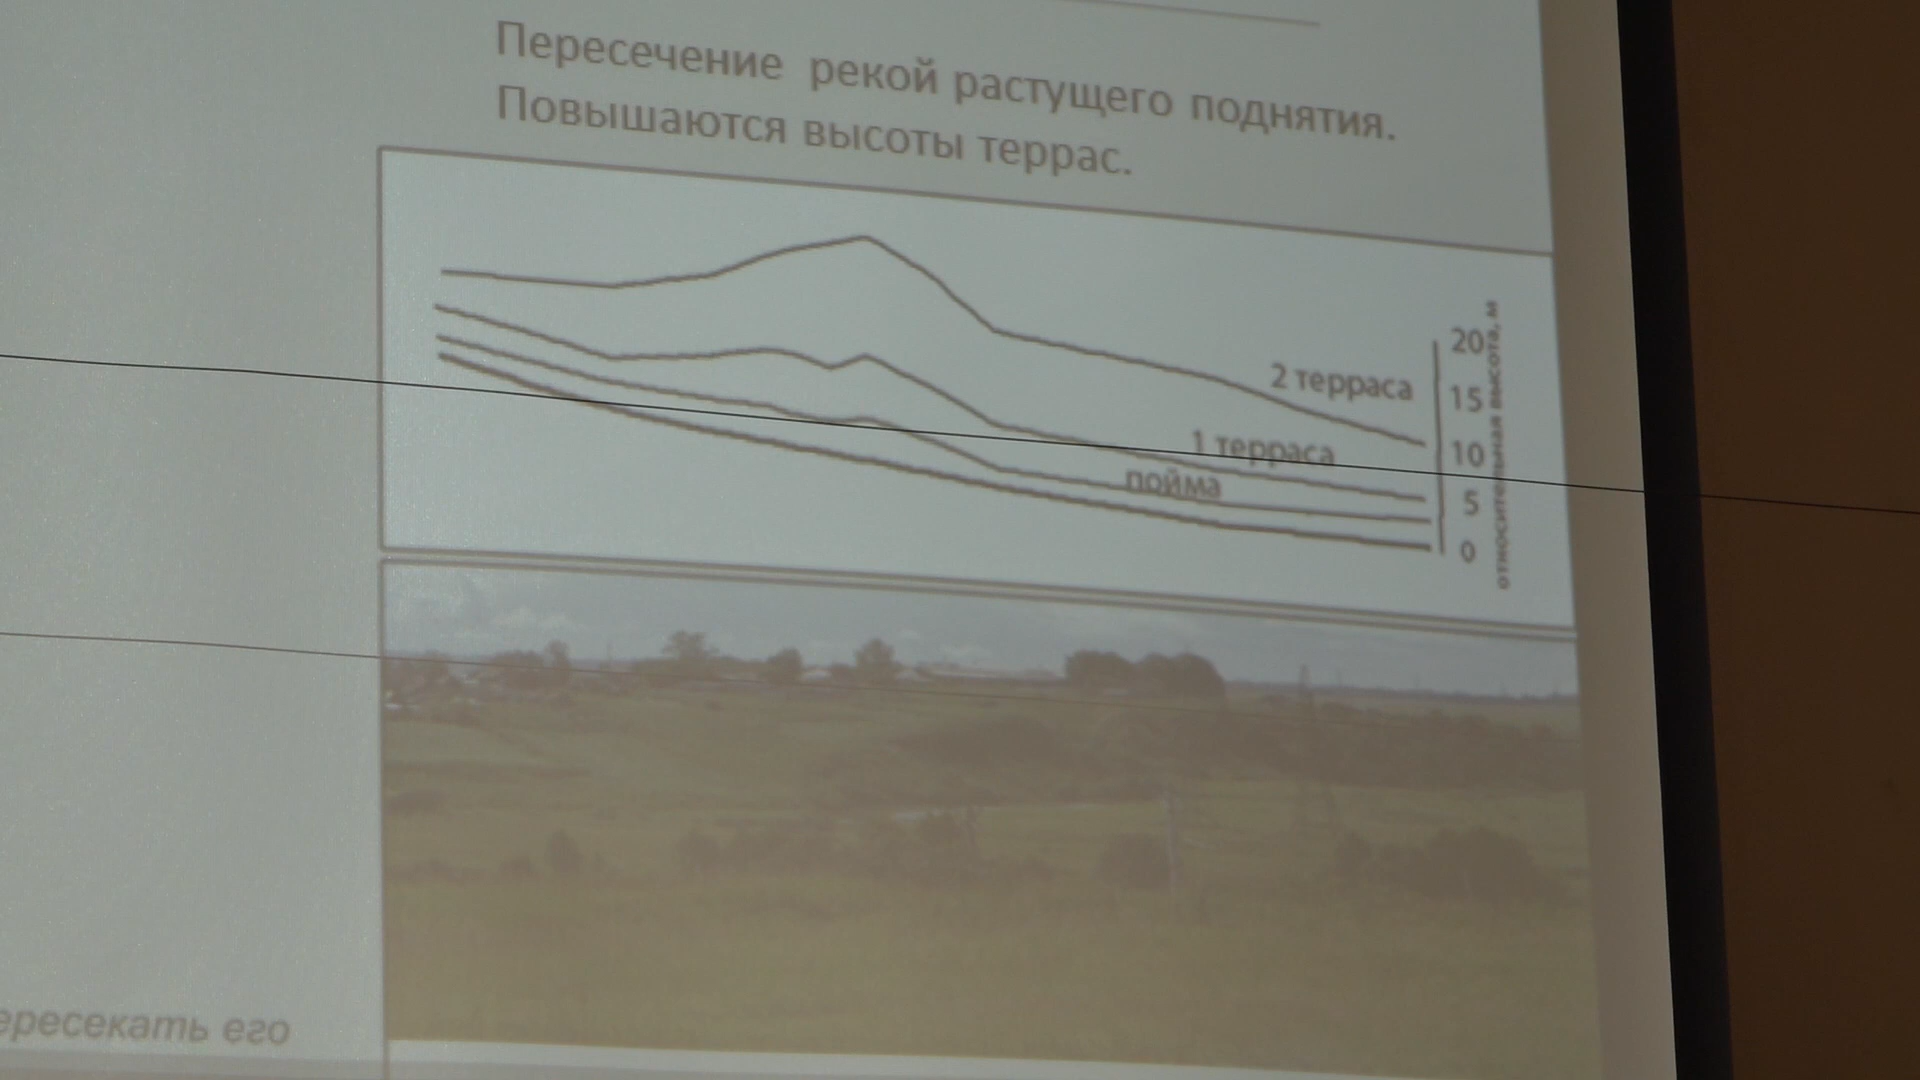 Пересечение рекой растущего поднятия.
Повышаются высоты террас.
2 терраса
1 терраса
пойма
20
15
10
5
0
относительная высота, м
ересекать его